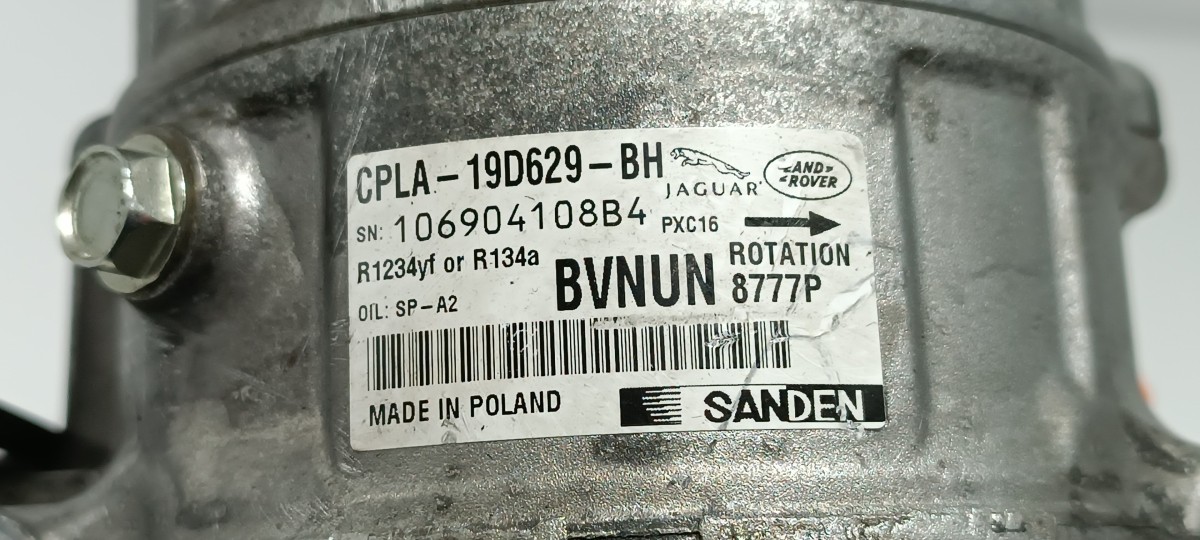 CPLA-19D629-BH
JAGUAR
LAND ROVER
SN: 106904108B4 PXC16
R1234yf or R134a
ROTATION
OIL: SP-A2
BVNUN 8777P
MADE IN POLAND
SANDEN